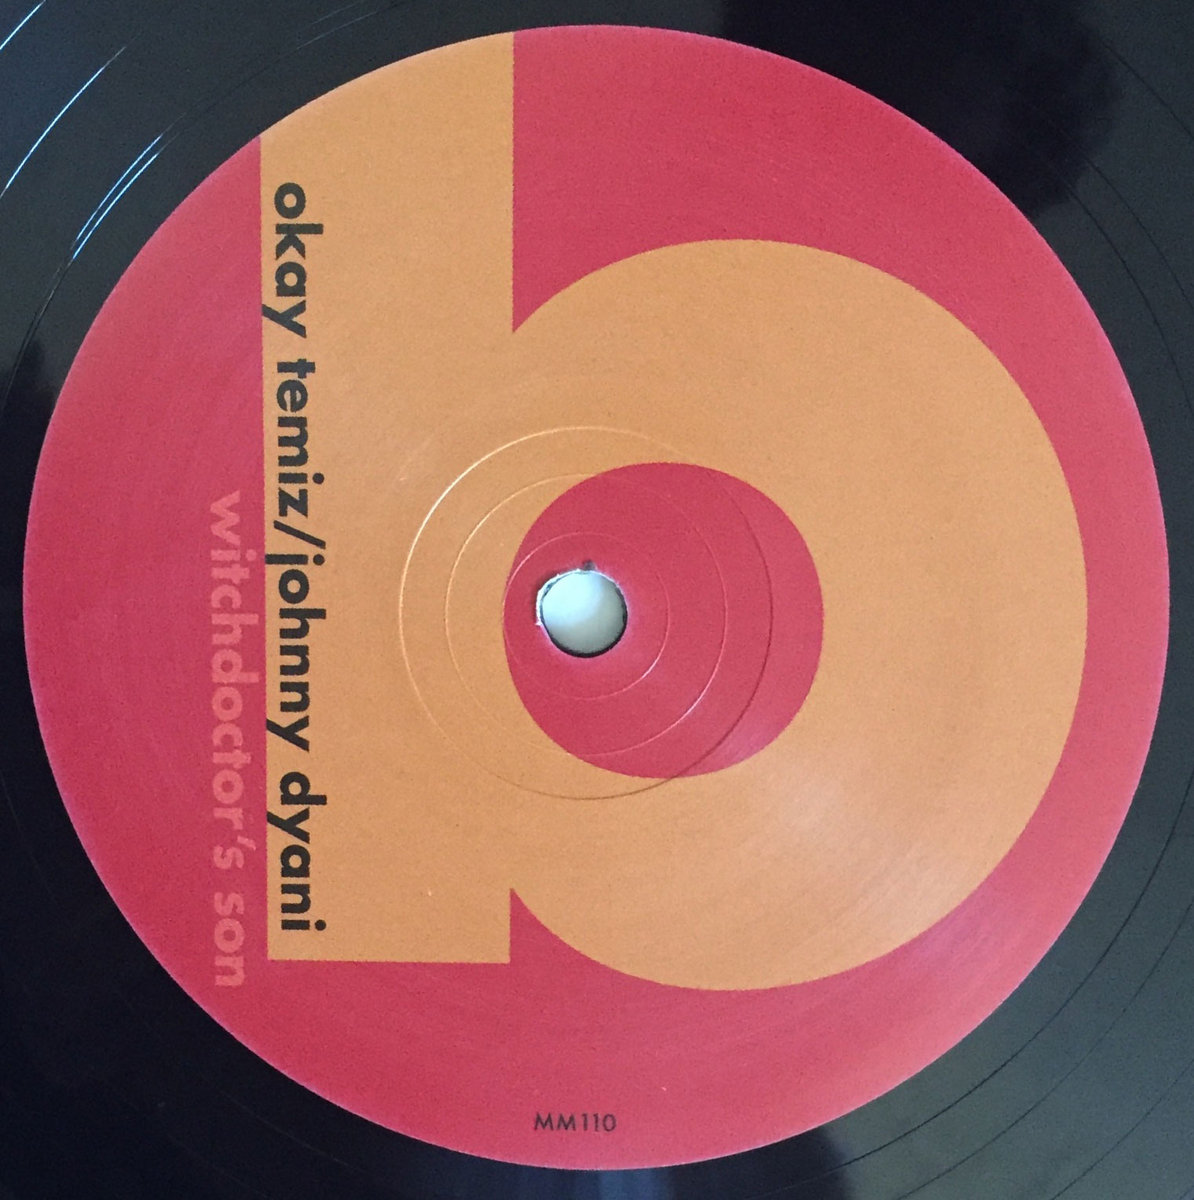 b
okay temiz/johnny dyani
witchdoctor's son
MM110